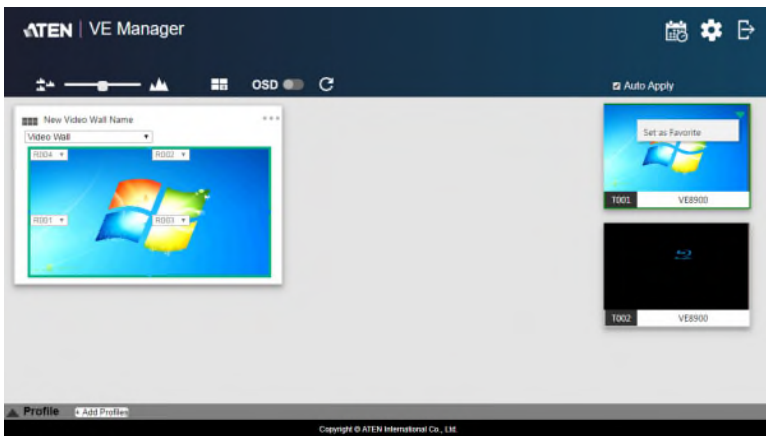 ATEN | VE Manager
OSD
Auto Apply
New Video Wall Name
Video Wall
R004 R002
R001 R003
Set as Favorite
T001 VE8900
T002 VE8900
Profile + Add Profiles
Copyright © ATEN International Co., Ltd.